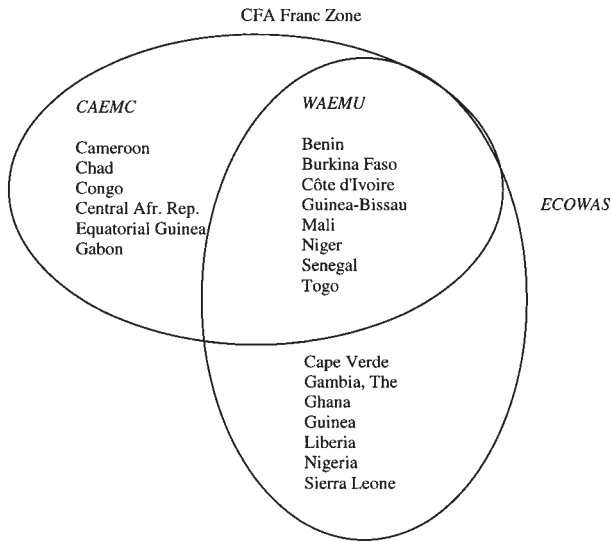 CFA Franc Zone
CAEMC
Cameroon
Chad
Congo
Central Afr. Rep.
Equatorial Guinea
Gabon
WAEMU
Benin
Burkina Faso
Côte d'Ivoire
Guinea-Bissau
Mali
Niger
Senegal
Togo
ECOWAS
Cape Verde
Gambia, The
Ghana
Guinea
Liberia
Nigeria
Sierra Leone